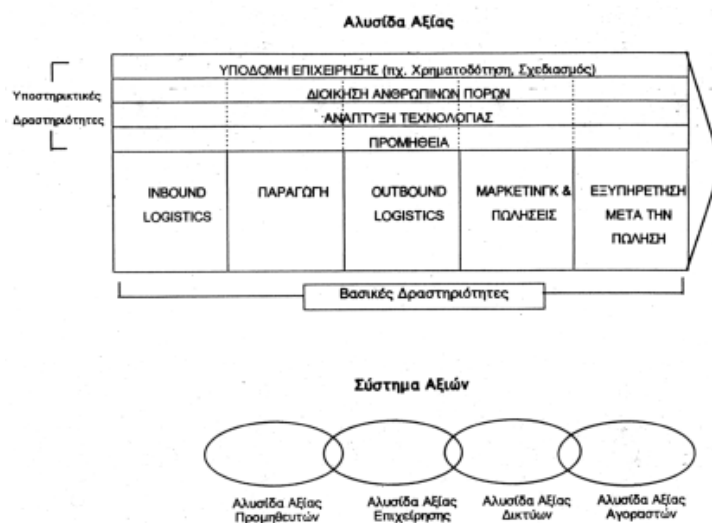 Αλυσίδα Αξίας
ΥΠΟΔΟΜΗ ΕΠΙΧΕΙΡΗΣΗΣ (πχ. Χρηματοδότηση, Σχεδιασμός)
Υποστηρικτικές
Δραστηριότητες
ΔΙΟΙΚΗΣΗ ΑΝΘΡΩΠΙΝΩΝ ΠΟΡΩΝ
ΑΝΑΠΤΥΞΗ ΤΕΧΝΟΛΟΓΙΑΣ
ΠΡΟΜΗΘΕΙΑ
INBOUND
LOGISTICS
ΠΑΡΑΓΩΓΗ
OUTBOUND
LOGISTICS
ΜΑΡΚΕΤΙΝΓΚ &
ΠΩΛΗΣΕΙΣ
ΕΞΥΠΗΡΕΤΗΣΗ
ΜΕΤΑ ΤΗΝ
ΠΩΛΗΣΗ
Βασικές Δραστηριότητες
Σύστημα Αξιών
Αλυσίδα Αξίας
Προμηθευτών
Αλυσίδα Αξίας
Επιχείρησης
Αλυσίδα Αξίας
Δικτύων
Αλυσίδα Αξίας
Αγοραστών